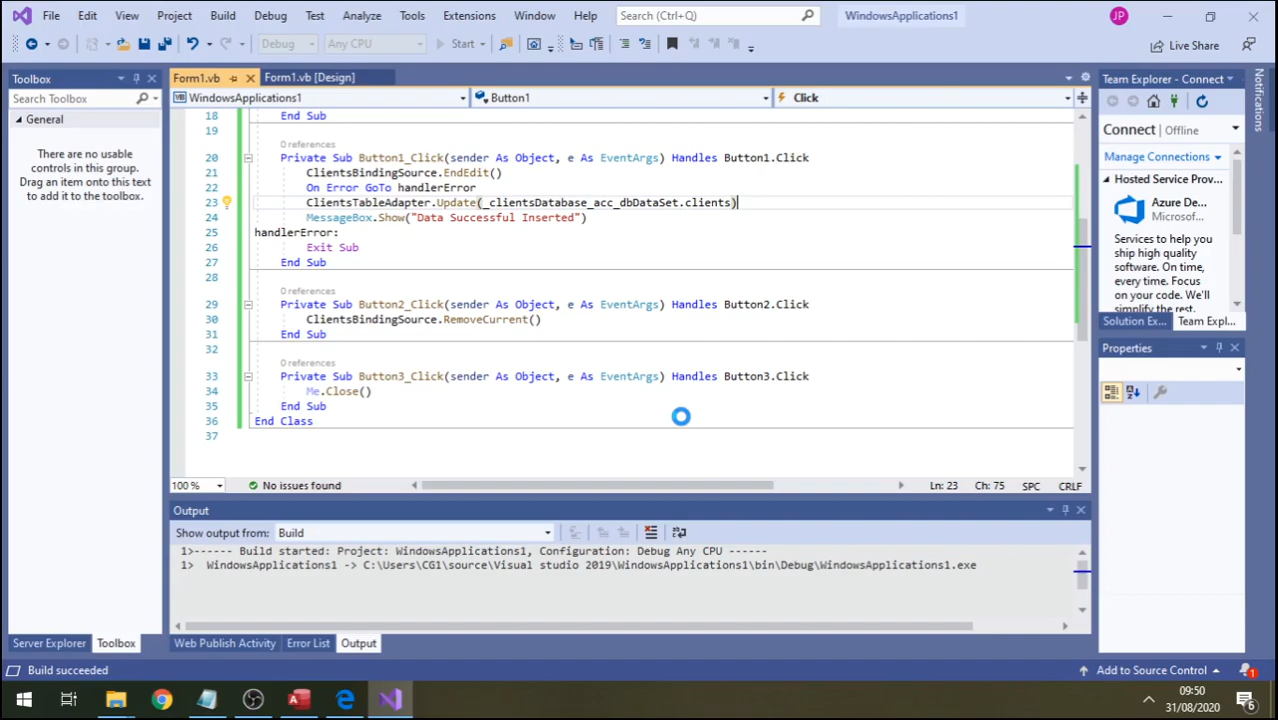 File Edit View Project Build Debug Test Analyze Tools Extensions Window Help Search (Ctrl+Q) WindowsApplications1 JP
Debug Any CPU Start Live Share
Toolbox
Search Toolbox
General
There are no usable
controls in this group.
Drag an item onto this text
to add it to the toolbox.
Form1.vb Form1.vb [Design]
WindowsApplications1 Button1 Click
18 End Sub
19
0 references
20 Private Sub Button1_Click(sender As Object, e As EventArgs) Handles Button1.Click
21 ClientsBindingSource.EndEdit()
22 On Error GoTo handlerError
23 ClientsTableAdapter.Update(_clientsDatabase_acc_dbDataSet.clients)
24 MessageBox.Show("Data Successful Inserted")
25 handlerError:
26 Exit Sub
27 End Sub
28
0 references
29 Private Sub Button2_Click(sender As Object, e As EventArgs) Handles Button2.Click
30 ClientsBindingSource.RemoveCurrent()
31 End Sub
32
0 references
33 Private Sub Button3_Click(sender As Object, e As EventArgs) Handles Button3.Click
34 Me.Close()
35 End Sub
36 End Class
37
100 % No issues found Ln: 23 Ch: 75 SPC CRLF
Output
Show output from: Build
1>------ Build started: Project: WindowsApplications1, Configuration: Debug Any CPU ------
1> WindowsApplications1 -> C:\Users\CG1\source\Visual studio 2019\WindowsApplications1\bin\Debug\WindowsApplications1.exe
Server Explorer Toolbox Web Publish Activity Error List Output
Team Explorer - Connect
Connect | Offline
Manage Connections
Hosted Service Prov...
Azure De...
Services to help you
ship high quality
software. On time,
every time. Focus
on your code. We'll
simplify the rest.
Solution Ex... Team Expl...
Properties
Notifications
Build succeeded Add to Source Control 1
09:50
31/08/2020
6